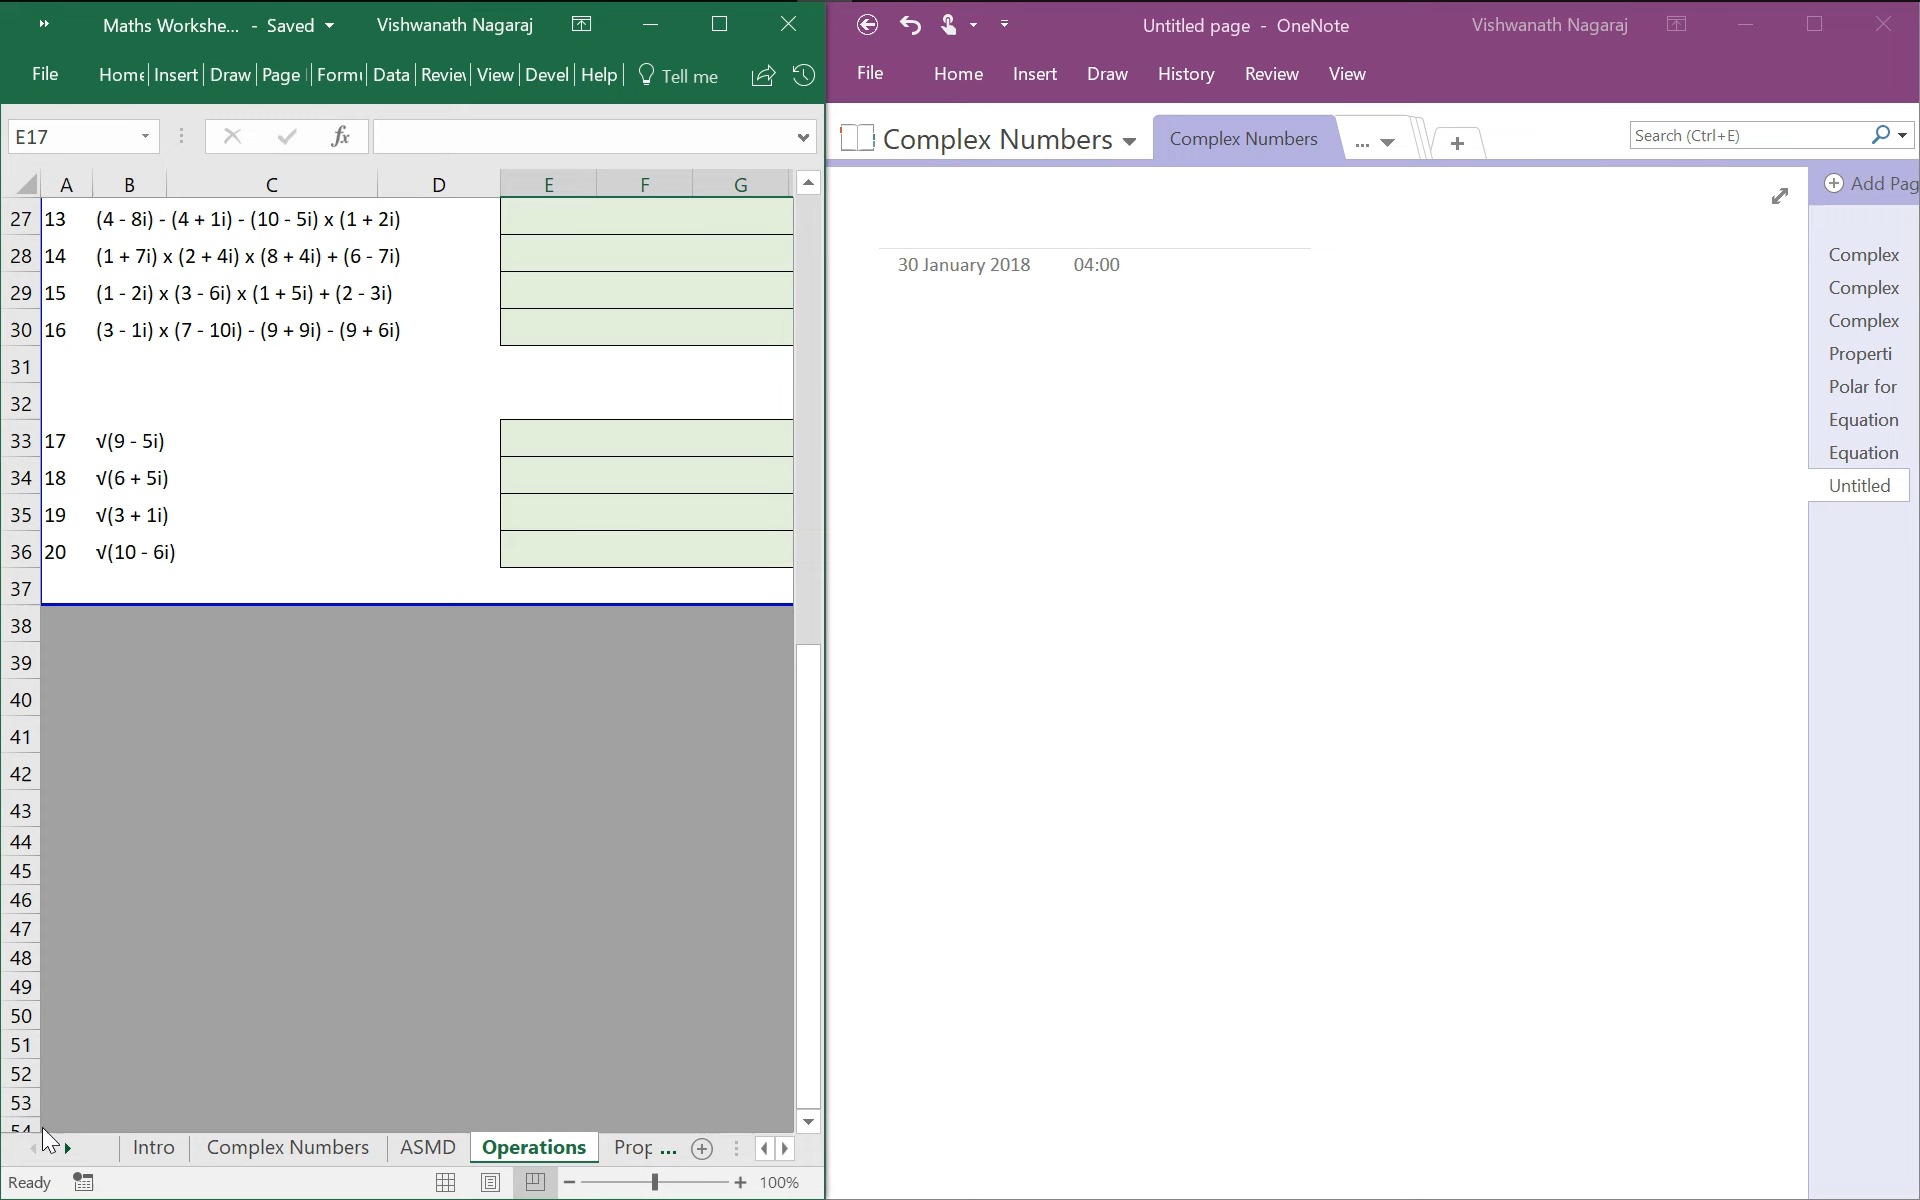 Maths Workshe... - Saved
Vishwanath Nagaraj
File Home Insert Draw Page Formu Data Review View Devel Help Tell me
E17
fx
A B C D E F G
27 13 (4 - 8i) - (4 + 1i) - (10 - 5i) x (1 + 2i)
28 14 (1 + 7i) x (2 + 4i) x (8 + 4i) + (6 - 7i)
29 15 (1 - 2i) x (3 - 6i) x (1 + 5i) + (2 - 3i)
30 16 (3 - 1i) x (7 - 10i) - (9 + 9i) - (9 + 6i)
31
32
33 17 √(9 - 5i)
34 18 √(6 + 5i)
35 19 √(3 + 1i)
36 20 √(10 - 6i)
37
38
39
40
41
42
43
44
45
46
47
48
49
50
51
52
53
54
Intro Complex Numbers ASMD Operations Prop ...
Ready
100%
Untitled page - OneNote
Vishwanath Nagaraj
File Home Insert Draw History Review View
Complex Numbers
Complex Numbers
...
Search (Ctrl+E)
Add Pag
30 January 2018 04:00
Complex
Complex
Complex
Properti
Polar for
Equation
Equation
Untitled